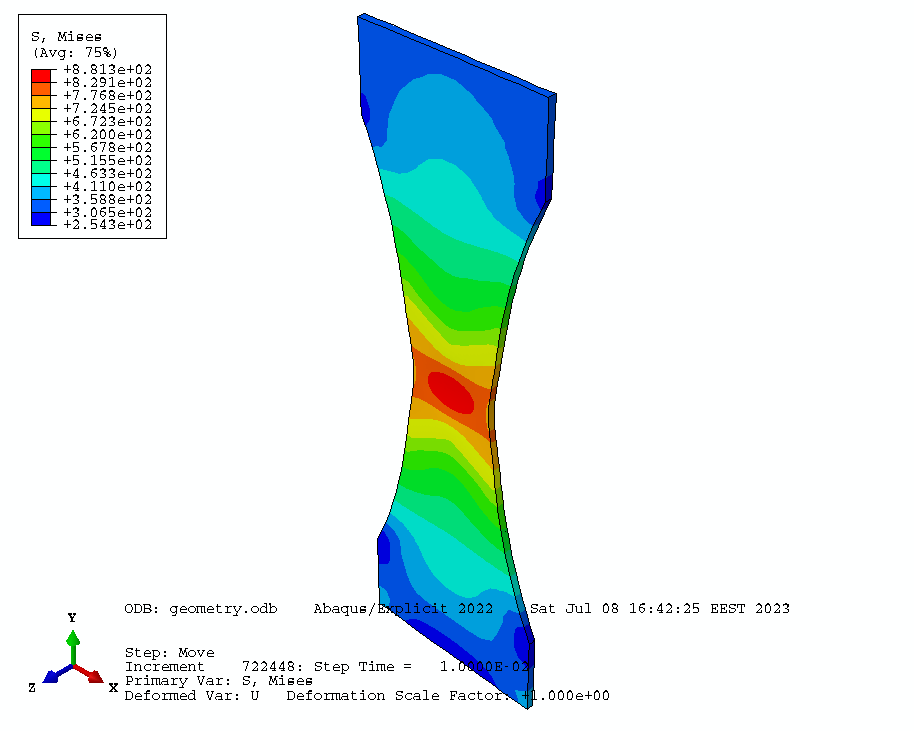 S, Mises
(Avg: 75%)
+8.813e+02
+8.291e+02
+7.768e+02
+7.245e+02
+6.723e+02
+6.200e+02
+5.678e+02
+5.155e+02
+4.633e+02
+4.110e+02
+3.588e+02
+3.065e+02
+2.543e+02
ODB: geometry.odb    Abaqus/Explicit 2022    Sat Jul 08 16:42:25 EEST 2023
Y
Z
X
Step: Move
Increment    722448: Step Time =   1.0000E-02
Primary Var: S, Mises
Deformed Var: U   Deformation Scale Factor: +1.000e+00